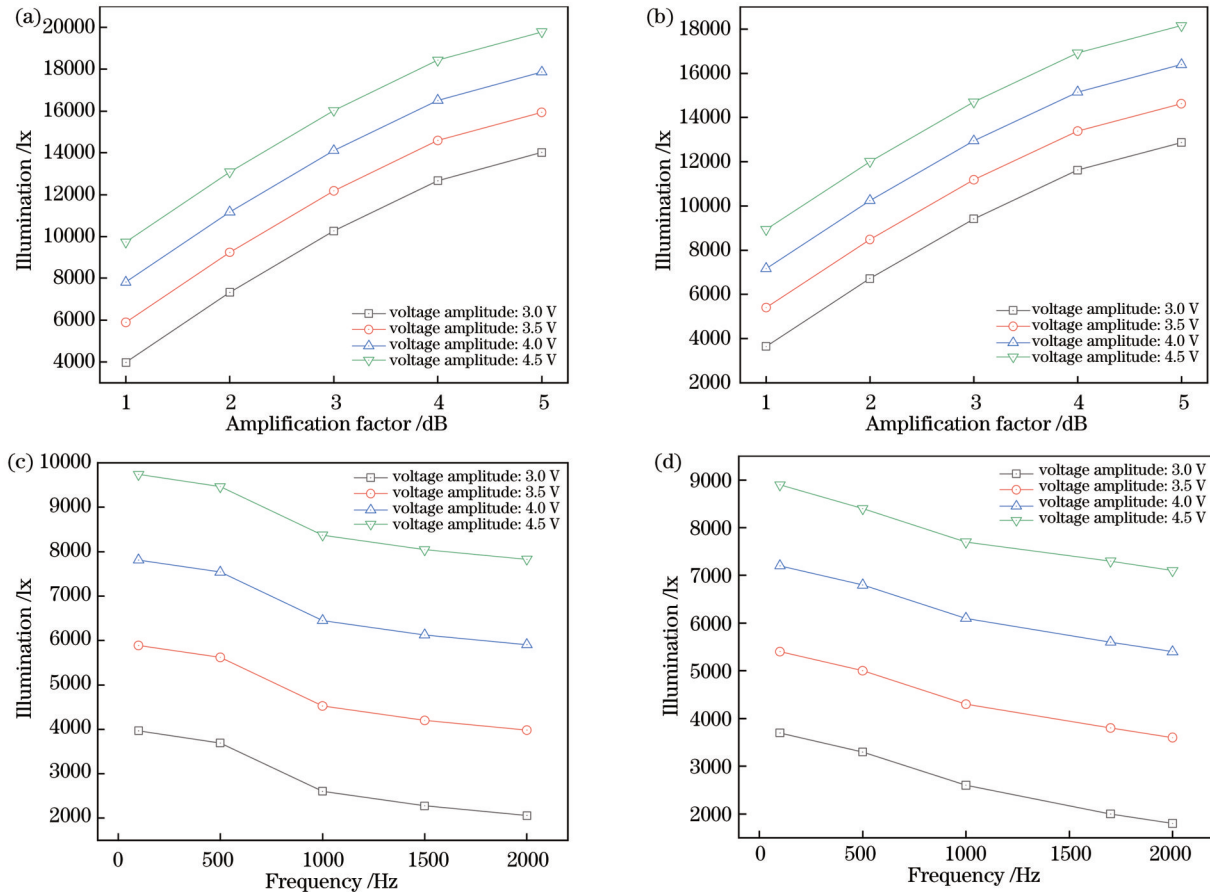 (a)
20000
18000
16000
14000
12000
10000
8000
6000
4000
Illumination /lx
voltage amplitude: 3.0 V
voltage amplitude: 3.5 V
voltage amplitude: 4.0 V
voltage amplitude: 4.5 V
1 2 3 4 5
Amplification factor /dB
(b)
18000
16000
14000
12000
10000
8000
6000
4000
2000
Illumination /lx
voltage amplitude: 3.0 V
voltage amplitude: 3.5 V
voltage amplitude: 4.0 V
voltage amplitude: 4.5 V
1 2 3 4 5
Amplification factor /dB
(c)
10000
9000
8000
7000
6000
5000
4000
3000
2000
Illumination /lx
voltage amplitude: 3.0 V
voltage amplitude: 3.5 V
voltage amplitude: 4.0 V
voltage amplitude: 4.5 V
0 500 1000 1500 2000
Frequency /Hz
(d)
9000
8000
7000
6000
5000
4000
3000
2000
Illumination /lx
voltage amplitude: 3.0 V
voltage amplitude: 3.5 V
voltage amplitude: 4.0 V
voltage amplitude: 4.5 V
0 500 1000 1500 2000
Frequency /Hz